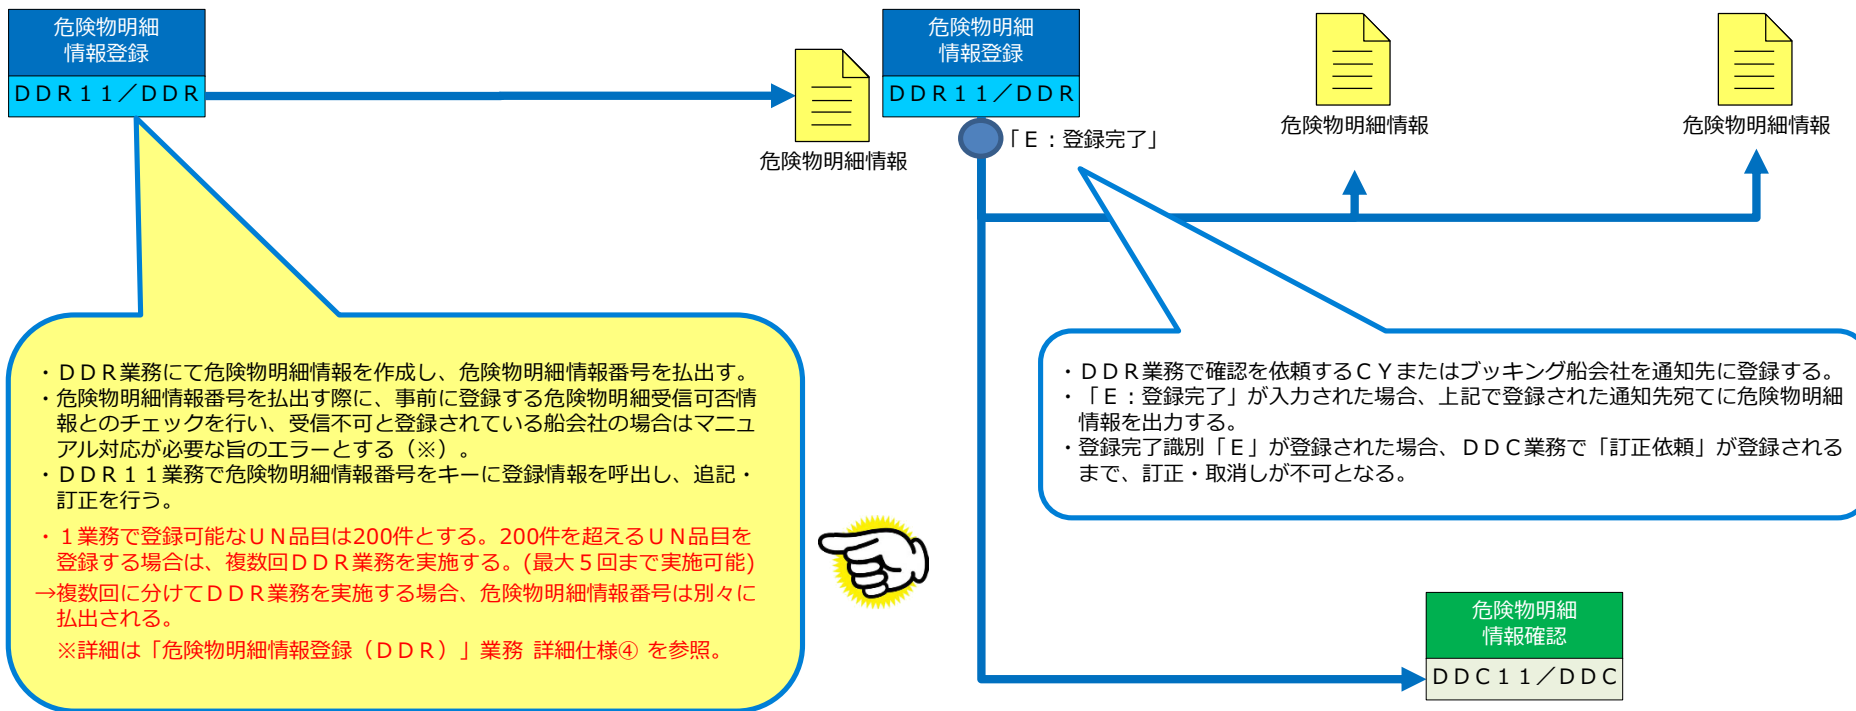 危険物明細
情報登録
ＤＤＲ１１／ＤＤＲ
危険物明細情報
危険物明細
情報登録
ＤＤＲ１１／ＤＤＲ
「Ｅ：登録完了」
危険物明細情報
危険物明細情報
・ＤＤＲ業務にて危険物明細情報を作成し、危険物明細情報番号を払出す。
・危険物明細情報番号を払出す際に、事前に登録する危険物明細受信可否情
報とのチェックを行い、受信不可と登録されている船会社の場合はマニュ
アル対応が必要な旨のエラーとする（※）。
・ＤＤＲ１１業務で危険物明細情報番号をキーに登録情報を呼出し、追記・
訂正を行う。
・１業務で登録可能なＵＮ品目は200件とする。200件を超えるＵＮ品目を
登録する場合は、複数回ＤＤＲ業務を実施する。(最大５回まで実施可能)
→複数回に分けてＤＤＲ業務を実施する場合、危険物明細情報番号は別々に
払出される。
※詳細は「危険物明細情報登録（ＤＤＲ）」業務 詳細仕様④ を参照。
・ＤＤＲ業務で確認を依頼するＣＹまたはブッキング船会社を通知先に登録する。
・「Ｅ：登録完了」が入力された場合、上記で登録された通知先宛てに危険物明細
情報を出力する。
・登録完了識別「Ｅ」が登録された場合、ＤＤＣ業務で「訂正依頼」が登録される
まで、訂正・取消しが不可となる。
危険物明細
情報確認
ＤＤＣ１１／ＤＤＣ